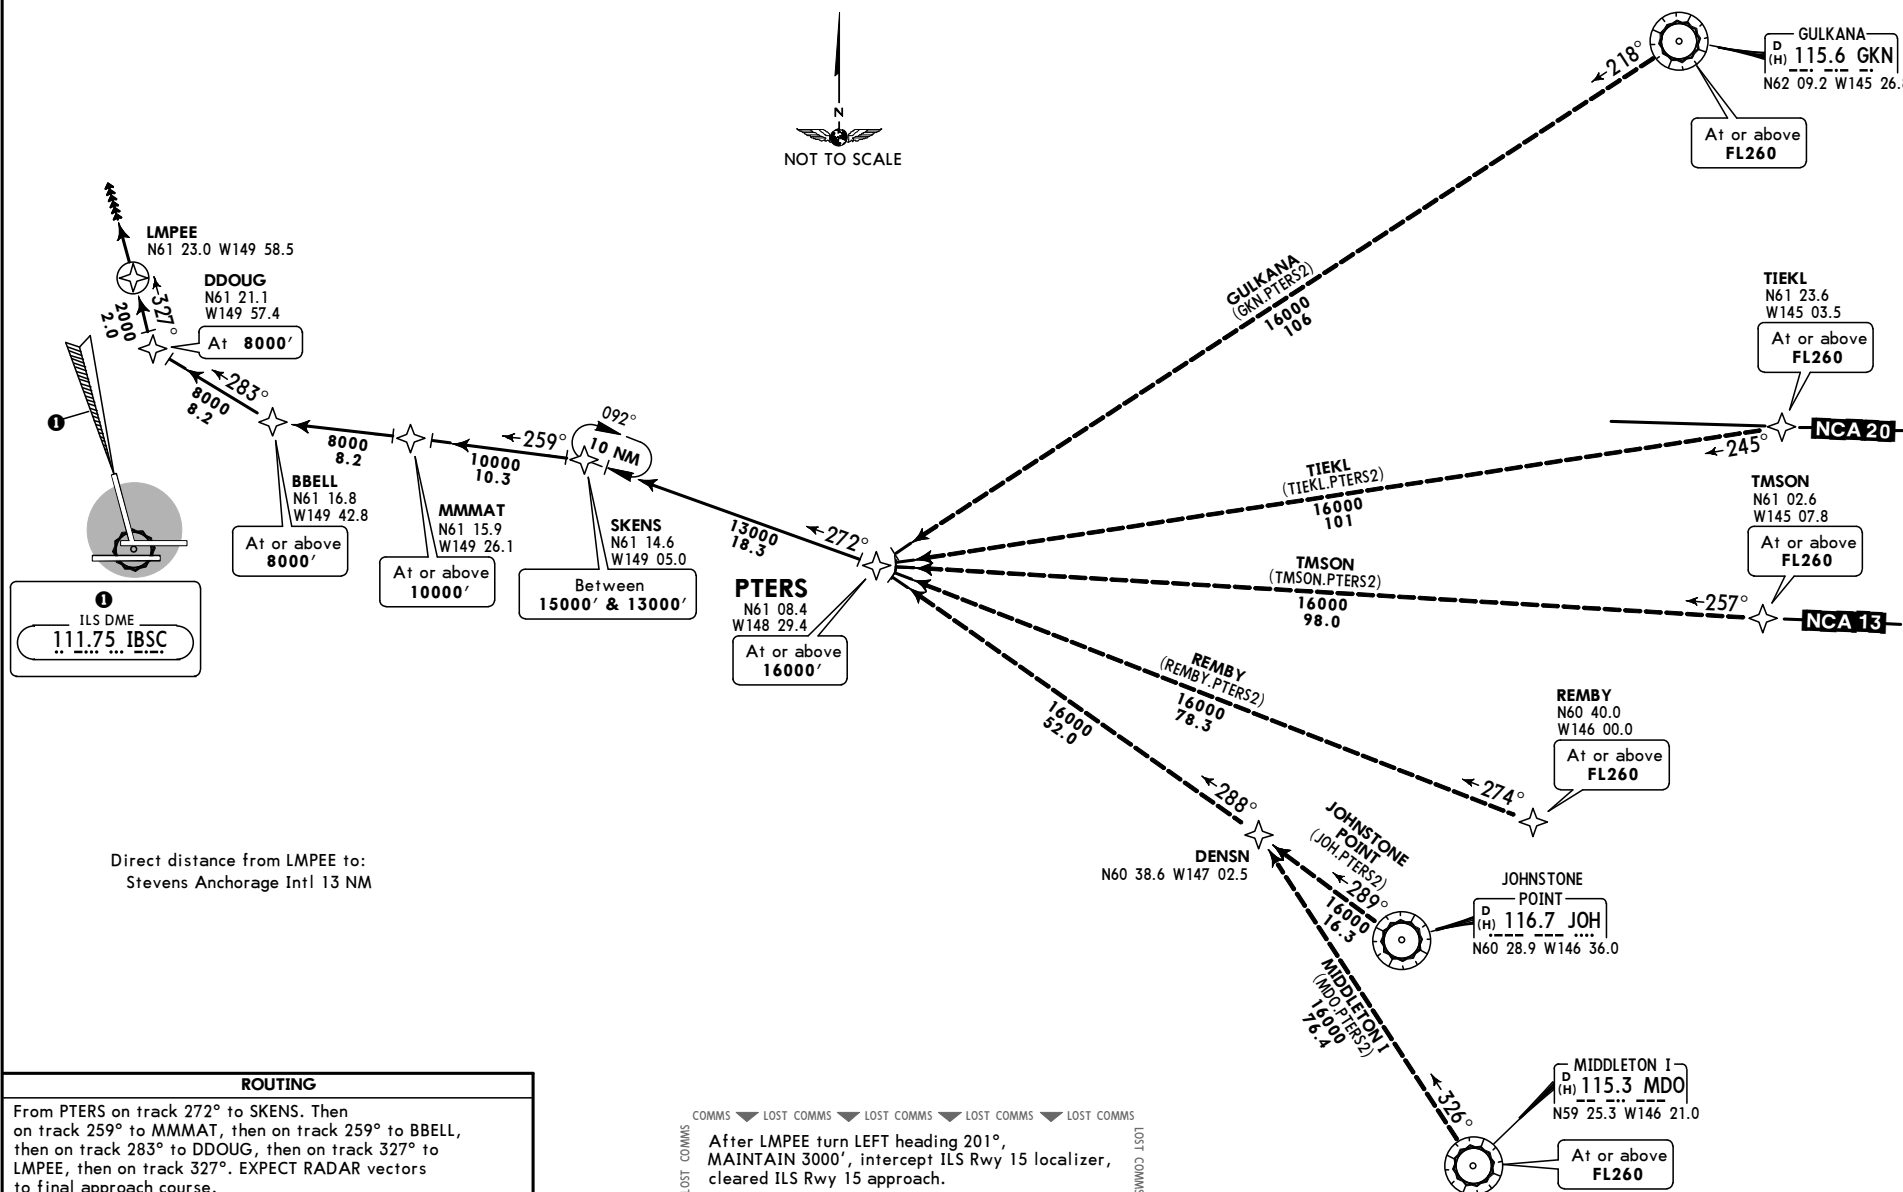 GULKANA
D
(H) 115.6 GKN
N62 09.2 W145 26.
218°
At or above
FL260
N
NOT TO SCALE
LMPEE
N61 23.0 W149 58.5
DDOUG
N61 21.1
W149 57.4
At 8000'
327°
2000
2.0
283°
8000
8.2
1
1
ILS DME
111.75 IBSC
BBELL
N61 16.8
W149 42.8
At or above
8000'
8000
8.2
MMMAT
N61 15.9
W149 26.1
At or above
10000'
259°
10000
10.3
092°
10 NM
SKENS
N61 14.6
W149 05.0
Between
15000' & 13000'
272°
13000
18.3
PTERS
N61 08.4
W148 29.4
At or above
16000'
GULKANA
(GKN.PTERS2)
16000
106
TIEKL
N61 23.6
W145 03.5
At or above
FL260
NCA 20
245°
TIEKL
(TIEKL.PTERS2)
16000
101
TMSON
N61 02.6
W145 07.8
At or above
FL260
NCA 13
257°
TMSON
(TMSON.PTERS2)
16000
98.0
REMBY
(REMBY.PTERS2)
16000
78.3
REMBY
N60 40.0
W146 00.0
At or above
FL260
274°
16000
52.0
288°
DENSN
N60 38.6 W147 02.5
JOHNSTONE
POINT
(JOH.PTERS2)
289°
16000
16.3
JOHNSTONE
POINT
D
(H) 116.7 JOH
N60 28.9 W146 36.0
MIDDLETON I
(MDO.PTERS2)
16000
76.4
326°
MIDDLETON I
D
(H) 115.3 MDO
N59 25.3 W146 21.0
At or above
FL260
Direct distance from LMPEE to:
Stevens Anchorage Intl 13 NM
ROUTING
From PTERS on track 272° to SKENS. Then
on track 259° to MMMAT, then on track 259° to BBELL,
then on track 283° to DDOUG, then on track 327° to
LMPEE, then on track 327°. EXPECT RADAR vectors
to final approach course.
COMMS LOST COMMS LOST COMMS LOST COMMS LOST COMMS
LOST COMMS
After LMPEE turn LEFT heading 201°,
MAINTAIN 3000', intercept ILS Rwy 15 localizer,
cleared ILS Rwy 15 approach.
LOST COMMS